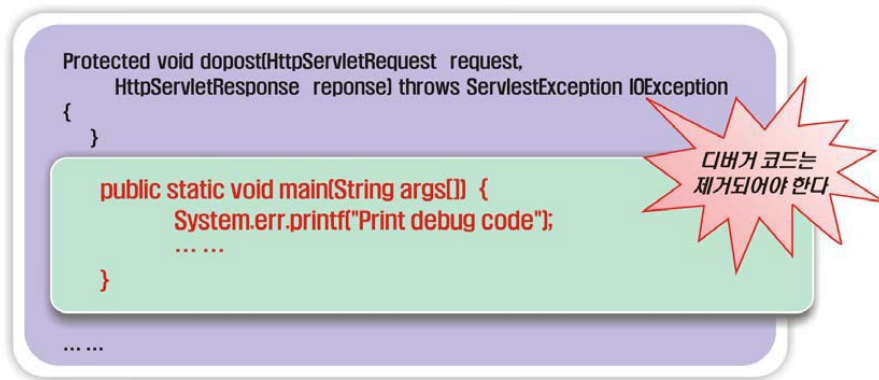 Protected void dopost(HttpServletRequest request,
HttpServletResponse reponse) throws ServlestException IOException
{
}
디버거 코드는
제거되어야 한다
public static void main(String args[]) {
System.err.printf("Print debug code");
... ...
}
... ...